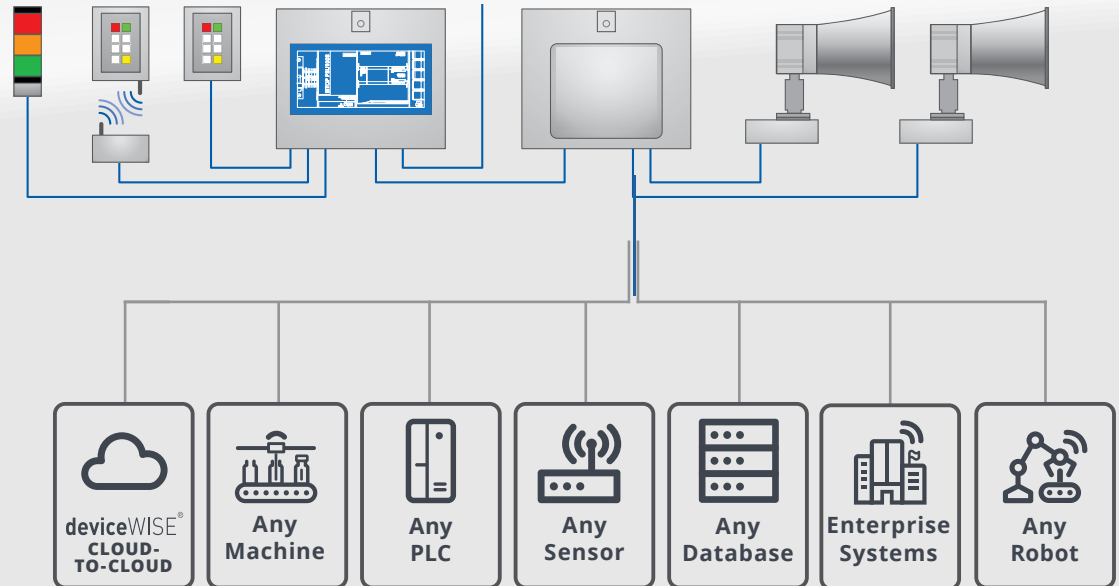 deviceWISE®
CLOUD-
TO-CLOUD
Any
Machine
Any
PLC
Any
Sensor
Any
Database
Enterprise
Systems
Any
Robot